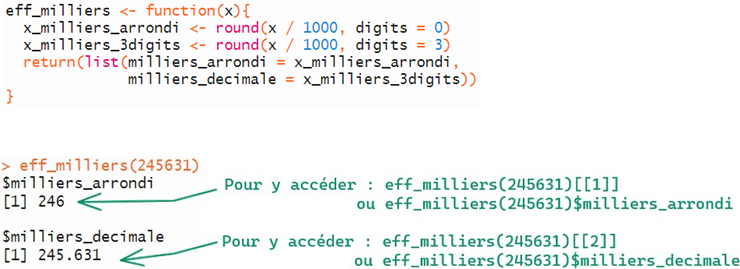 eff_milliers <- function(x){
x_milliers_arrondi <- round(x / 1000, digits = 0)
x_milliers_3digits <- round(x / 1000, digits = 3)
return(list(milliers_arrondi = x_milliers_arrondi,
milliers_decimale = x_milliers_3digits))
}
> eff_milliers(245631)
$milliers_arrondi
[1] 246
Pour y accéder : eff_milliers(245631)[[1]]
ou eff_milliers(245631)$milliers_arrondi
$milliers_decimale
[1] 245.631
Pour y accéder : eff_milliers(245631)[[2]]
ou eff_milliers(245631)$milliers_decimale